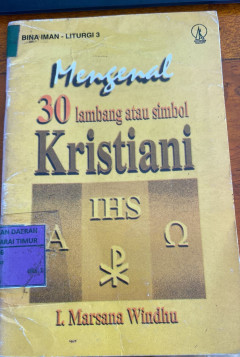 BINA IMAN - LITURGI 3
Mengenal
30 lambang atau simbol
Kristiani
IHS
A
Ω
I. Marsana Windhu